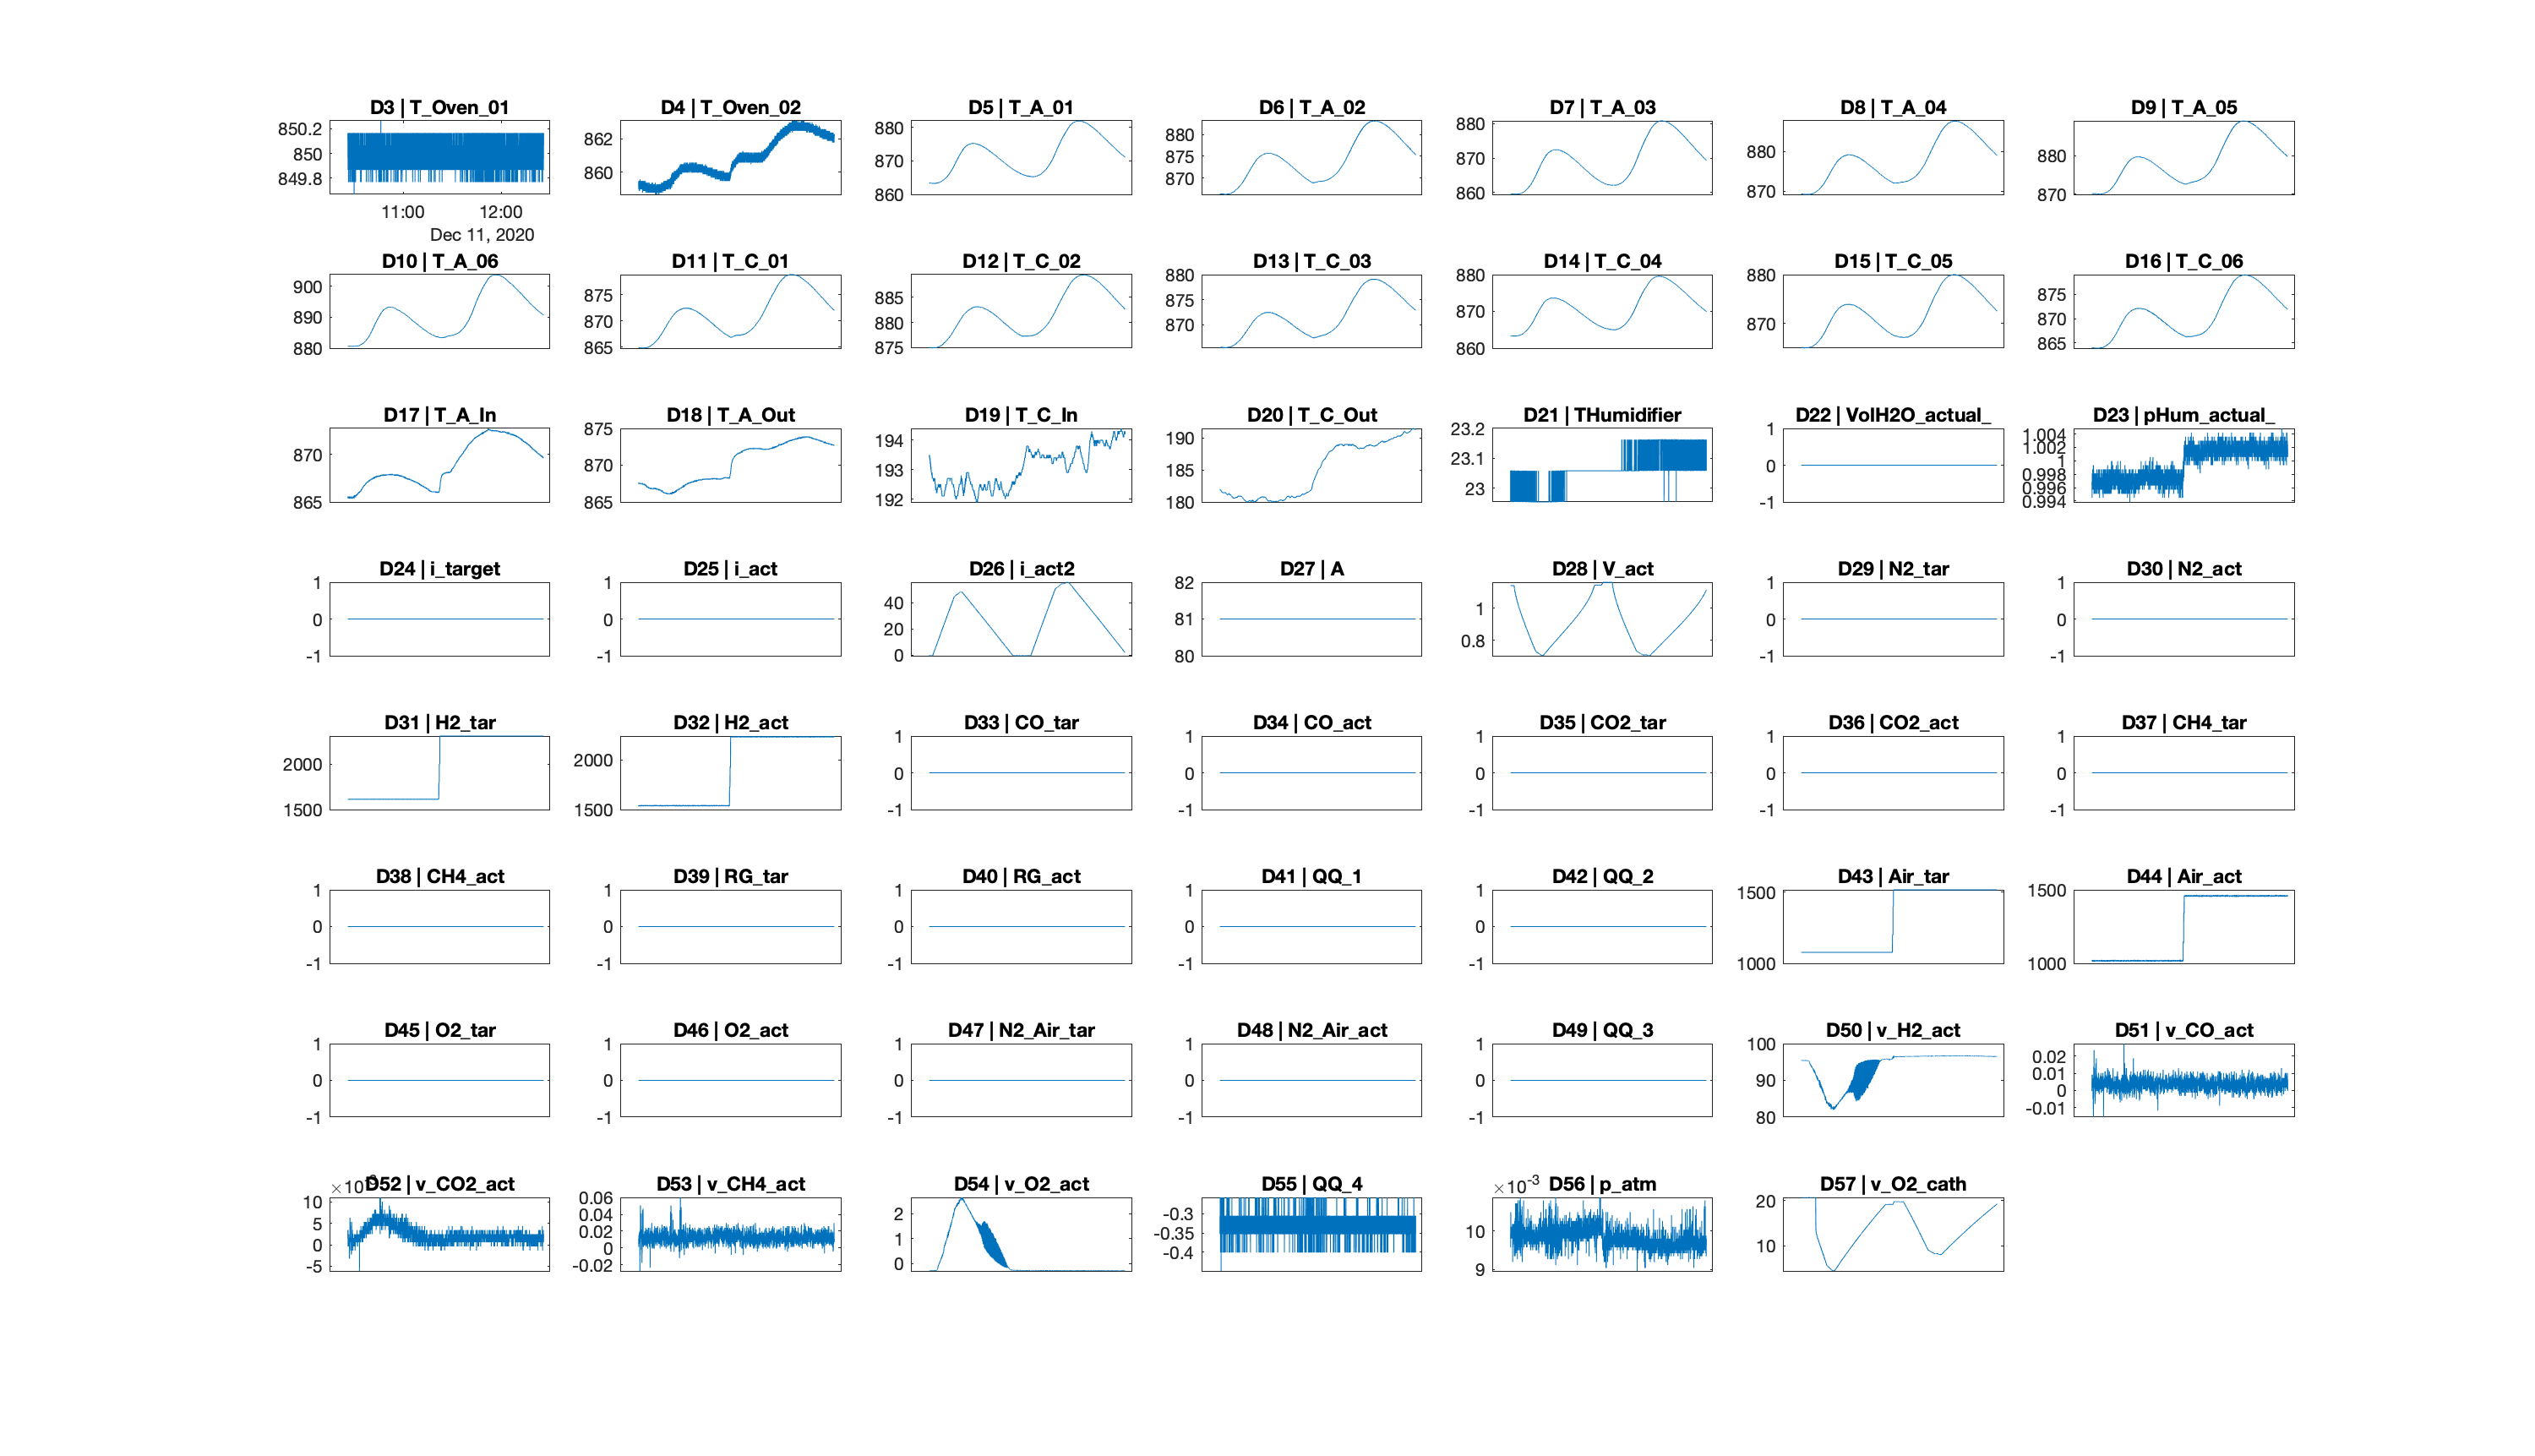 D3 | T_Oven_01
D4 | T_Oven_02
D5 | T_A_01
D6 | T_A_02
D7 | T_A_03
D8 | T_A_04
D9 | T_A_05
850.2
850
849.8
11:00
12:00
Dec 11, 2020
862
860
880
870
860
880
875
870
880
870
860
880
870
880
870
D10 | T_A_06
D11 | T_C_01
D12 | T_C_02
D13 | T_C_03
D14 | T_C_04
D15 | T_C_05
D16 | T_C_06
900
890
880
875
870
865
885
880
875
880
875
870
880
870
860
880
870
875
870
865
D17 | T_A_In
D18 | T_A_Out
D19 | T_C_In
D20 | T_C_Out
D21 | THumidifier
D22 | VolH2O_actual_
D23 | pHum_actual_
870
865
875
870
865
194
193
192
190
185
180
23.2
23.1
23
1
0
-1
1.004
1.002
1
0.998
0.996
0.994
D24 | i_target
D25 | i_act
D26 | i_act2
D27 | A
D28 | V_act
D29 | N2_tar
D30 | N2_act
1
0
-1
1
0
-1
40
20
0
82
81
80
1
0.8
1
0
-1
1
0
-1
D31 | H2_tar
D32 | H2_act
D33 | CO_tar
D34 | CO_act
D35 | CO2_tar
D36 | CO2_act
D37 | CH4_tar
2000
1500
2000
1500
1
0
-1
1
0
-1
1
0
-1
1
0
-1
1
0
-1
D38 | CH4_act
D39 | RG_tar
D40 | RG_act
D41 | QQ_1
D42 | QQ_2
D43 | Air_tar
D44 | Air_act
1
0
-1
1
0
-1
1
0
-1
1
0
-1
1
0
-1
1500
1000
1500
1000
D45 | O2_tar
D46 | O2_act
D47 | N2_Air_tar
D48 | N2_Air_act
D49 | QQ_3
D50 | v_H2_act
D51 | v_CO_act
1
0
-1
1
0
-1
1
0
-1
1
0
-1
1
0
-1
100
90
80
0.02
0.01
0
-0.01
×10
D52 | v_CO2_act
D53 | v_CH4_act
D54 | v_O2_act
D55 | QQ_4
×10-3
D56 | p_atm
D57 | v_O2_cath
10
5
0
-5
0.06
0.04
0.02
0
-0.02
2
1
0
-0.3
-0.35
-0.4
10
9
20
10